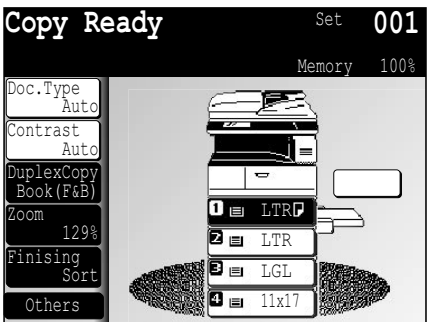 Copy Ready
Set 001
Memory 100%
Doc.Type
Auto
Contrast
Auto
DuplexCopy
Book(F&B)
Zoom
129%
Finising
Sort
Others
1 LTR
2 LTR
3 LGL
4 11x17